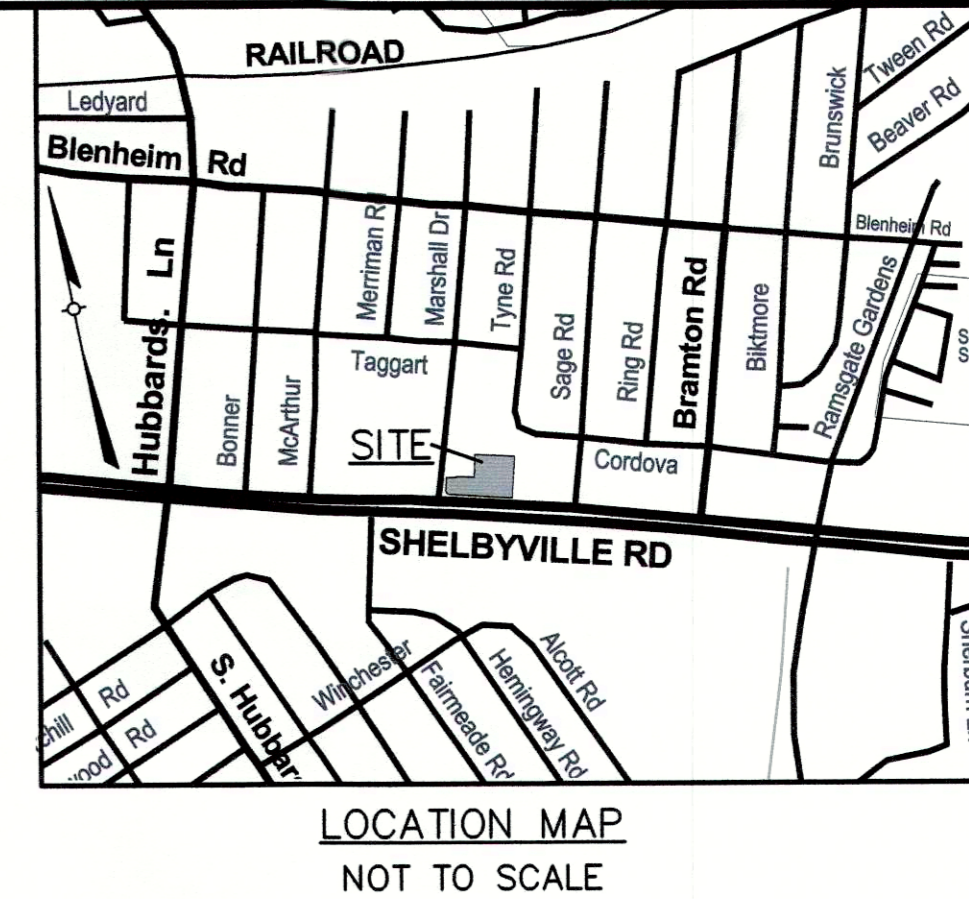 RAILROAD
Tween Rd
Ledyard
Brunswick
Beaver Rd
Blenheim Rd
Blenheim Rd
Hubbards. Ln
Merriman R
Marshall Dr
Tyne Rd
Sage Rd
Ring Rd
Bramton Rd
Biktmore
Ramsgate Gardens
S
S
Taggart
Bonner
McArthur
SITE
Cordova
SHELBYVILLE RD
Alcott Rd
Winchester
Hemingway Rd
Fairmeade Rd
S. Hubbar
chill Rd
wood Rd
LOCATION MAP
NOT TO SCALE